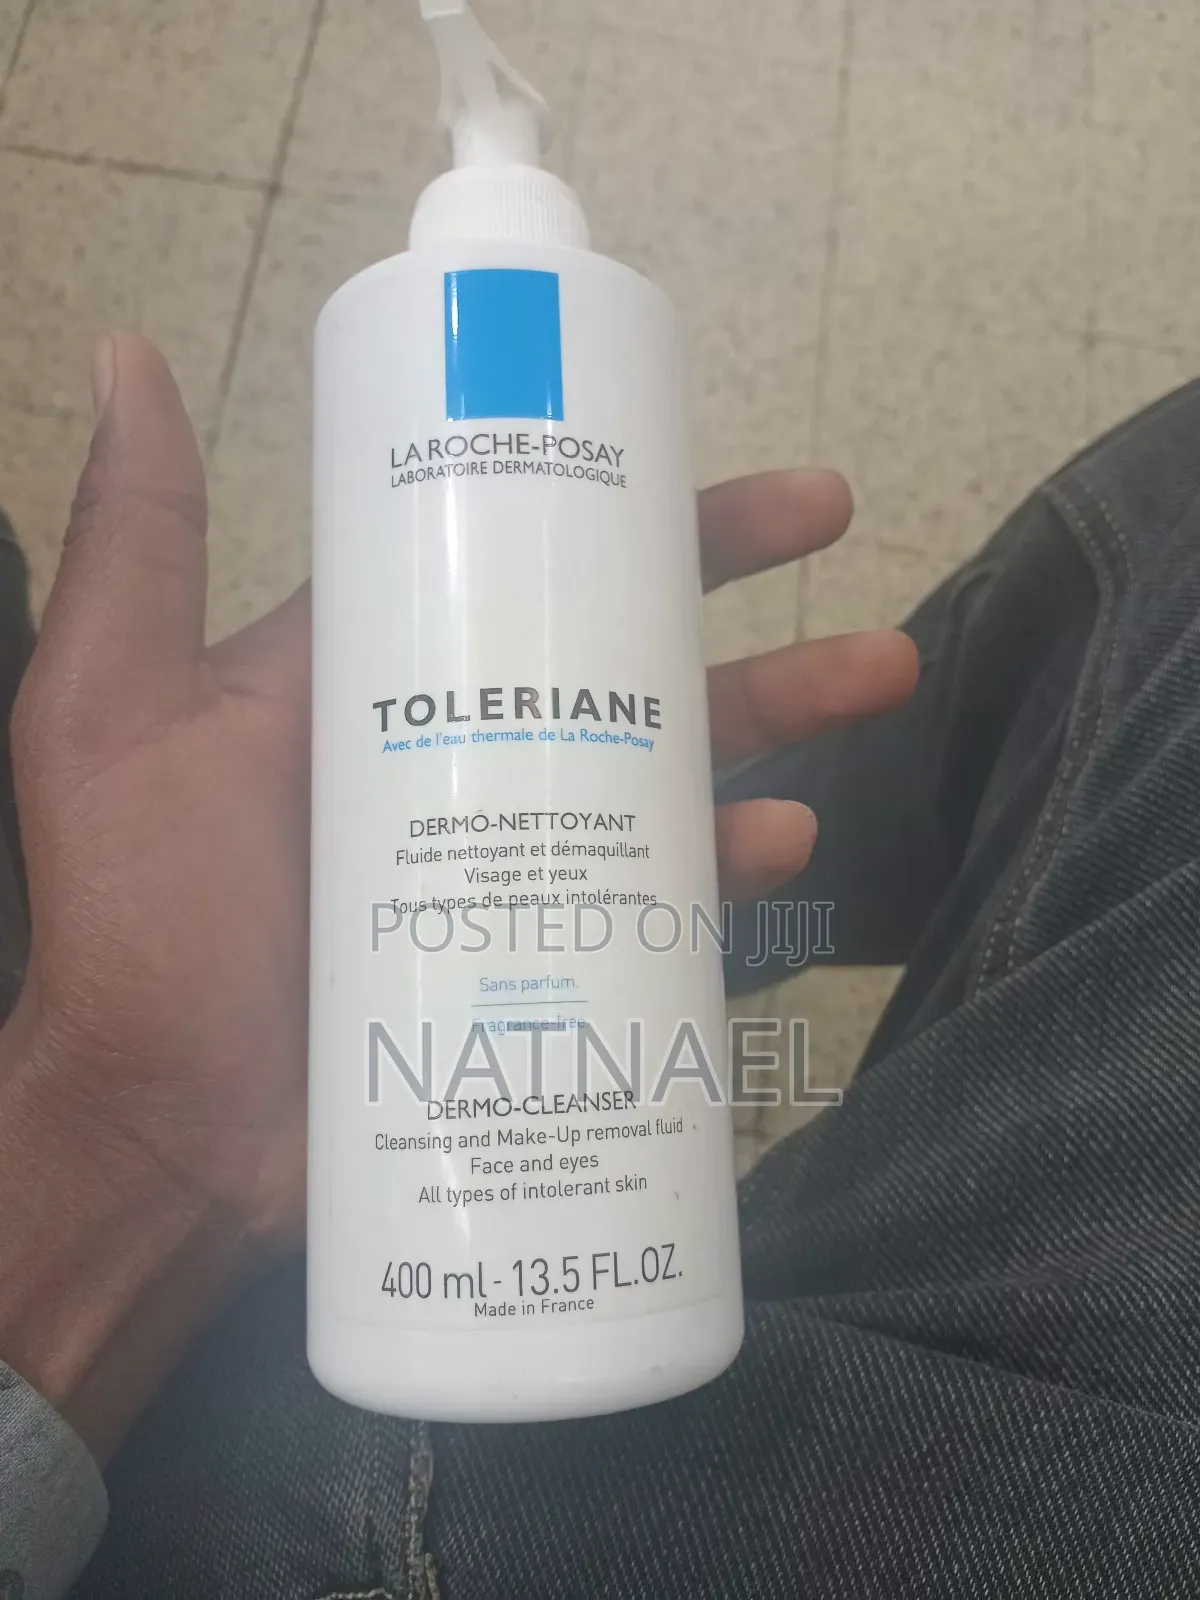 LA ROCHE-POSAY
LABORATOIRE DERMATOLOGIQUE
TOLERIANE
Avec de l'eau thermale de La Roche-Posay
DERMO-NETTOYANT
Fluide nettoyant et démaquillant
Visage et yeux
Tous types de peaux intolérantes
POSTED ON JIJI
Sans parfum.
Fragrance-free
NATNAEL
DERMO-CLEANSER
Cleansing and Make-Up removal fluid
Face and eyes
All types of intolerant skin
400 ml - 13.5 FL.OZ.
Made in France